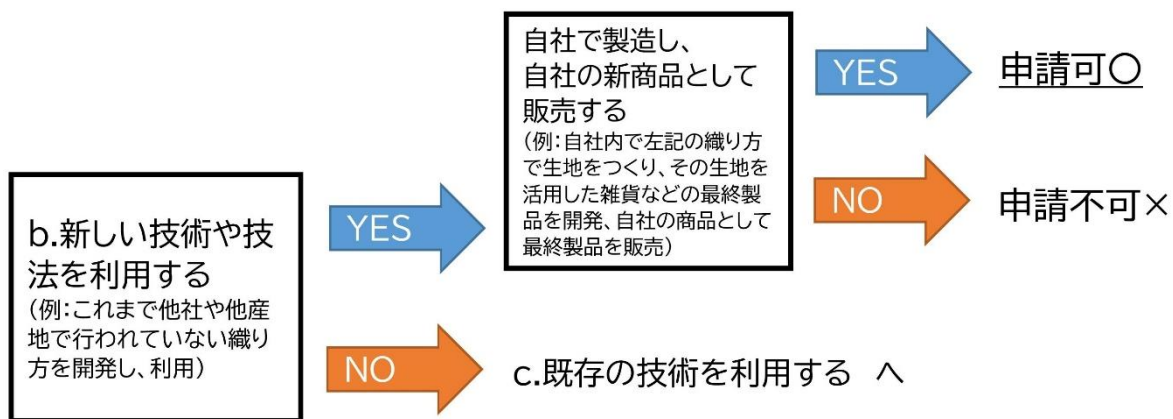 b.新しい技術や技
法を利用する
(例:これまで他社や他産
地で行われていない織り
方を開発し、利用)
YES
NO
自社で製造し、
自社の新商品として
販売する
(例:自社内で左記の織り方
で生地をつくり、その生地を
活用した雑貨などの最終製
品を開発、自社の商品として
最終製品を販売)
YES
申請可〇
NO
申請不可×
c.既存の技術を利用する へ